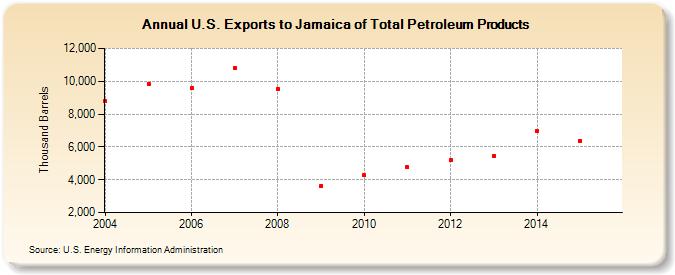 Annual U.S. Exports to Jamaica of Total Petroleum Products
Thousand Barrels
12,000
10,000
8,000
6,000
4,000
2,000
2004 2006 2008 2010 2012 2014
Source: U.S. Energy Information Administration